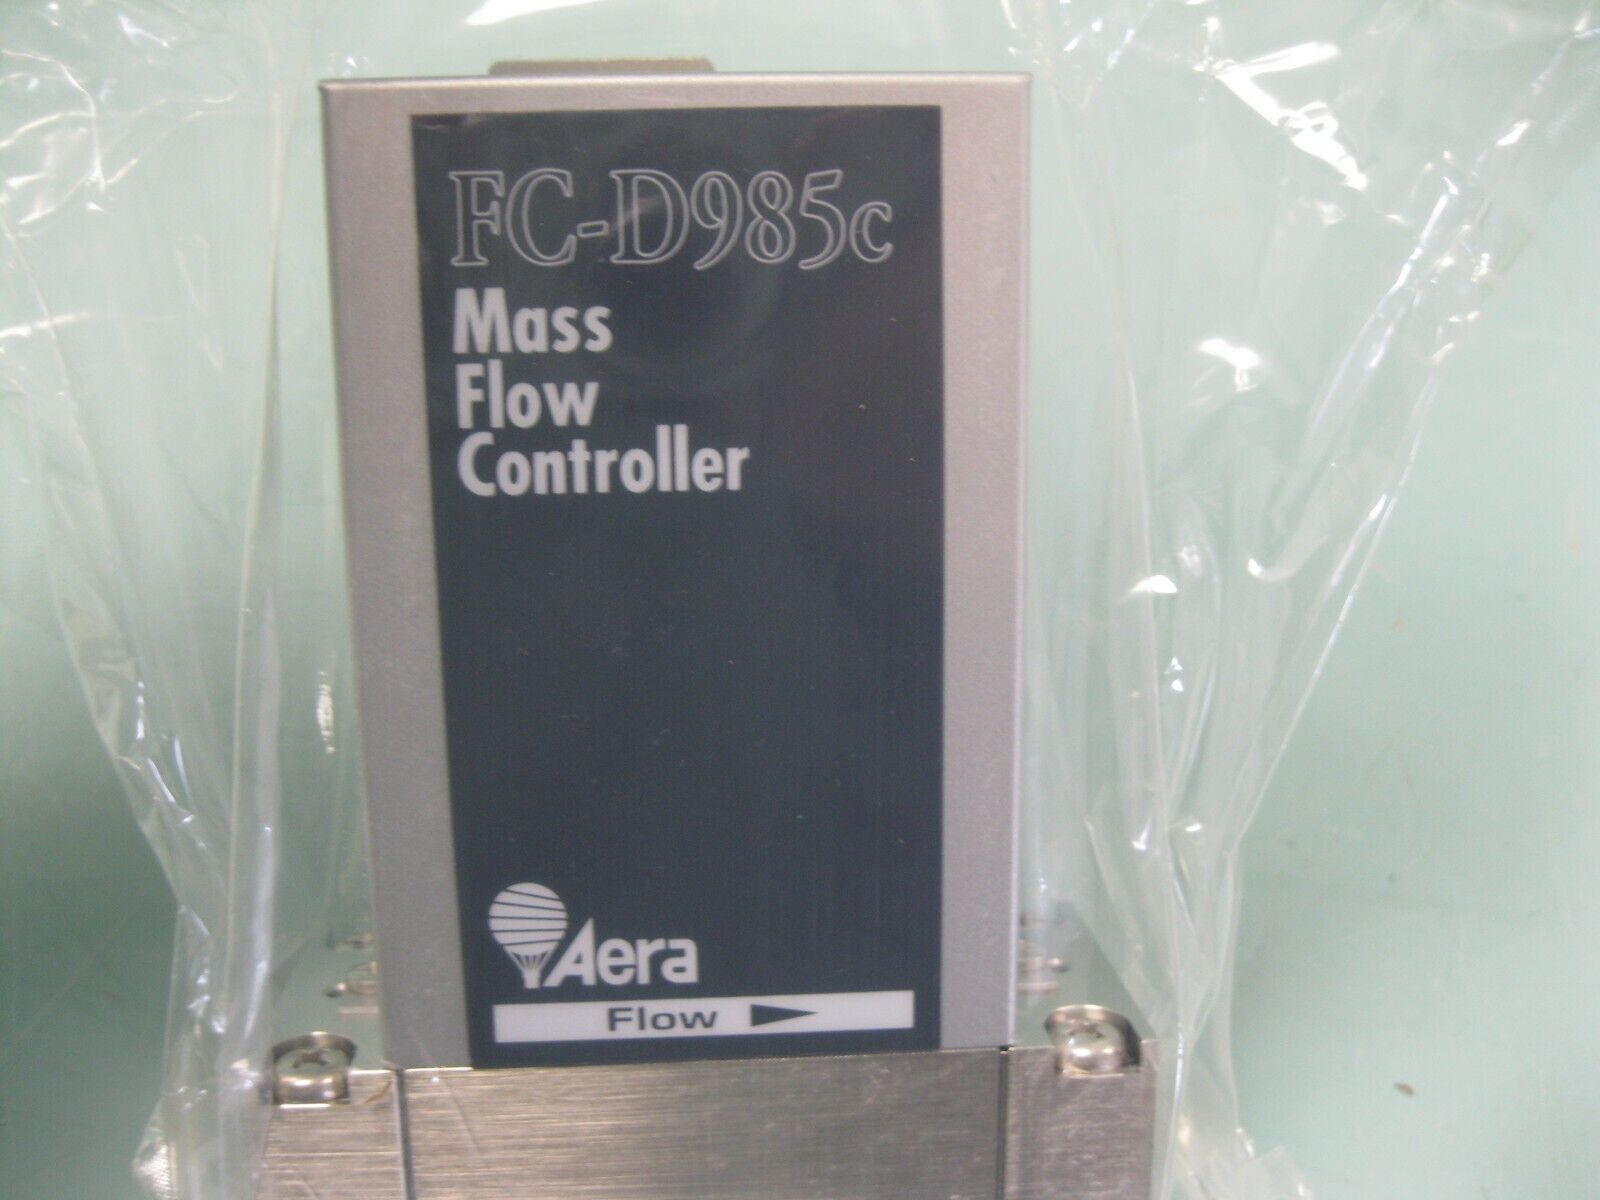 FC-D985c
Mass
Flow
Controller
Aera
Flow